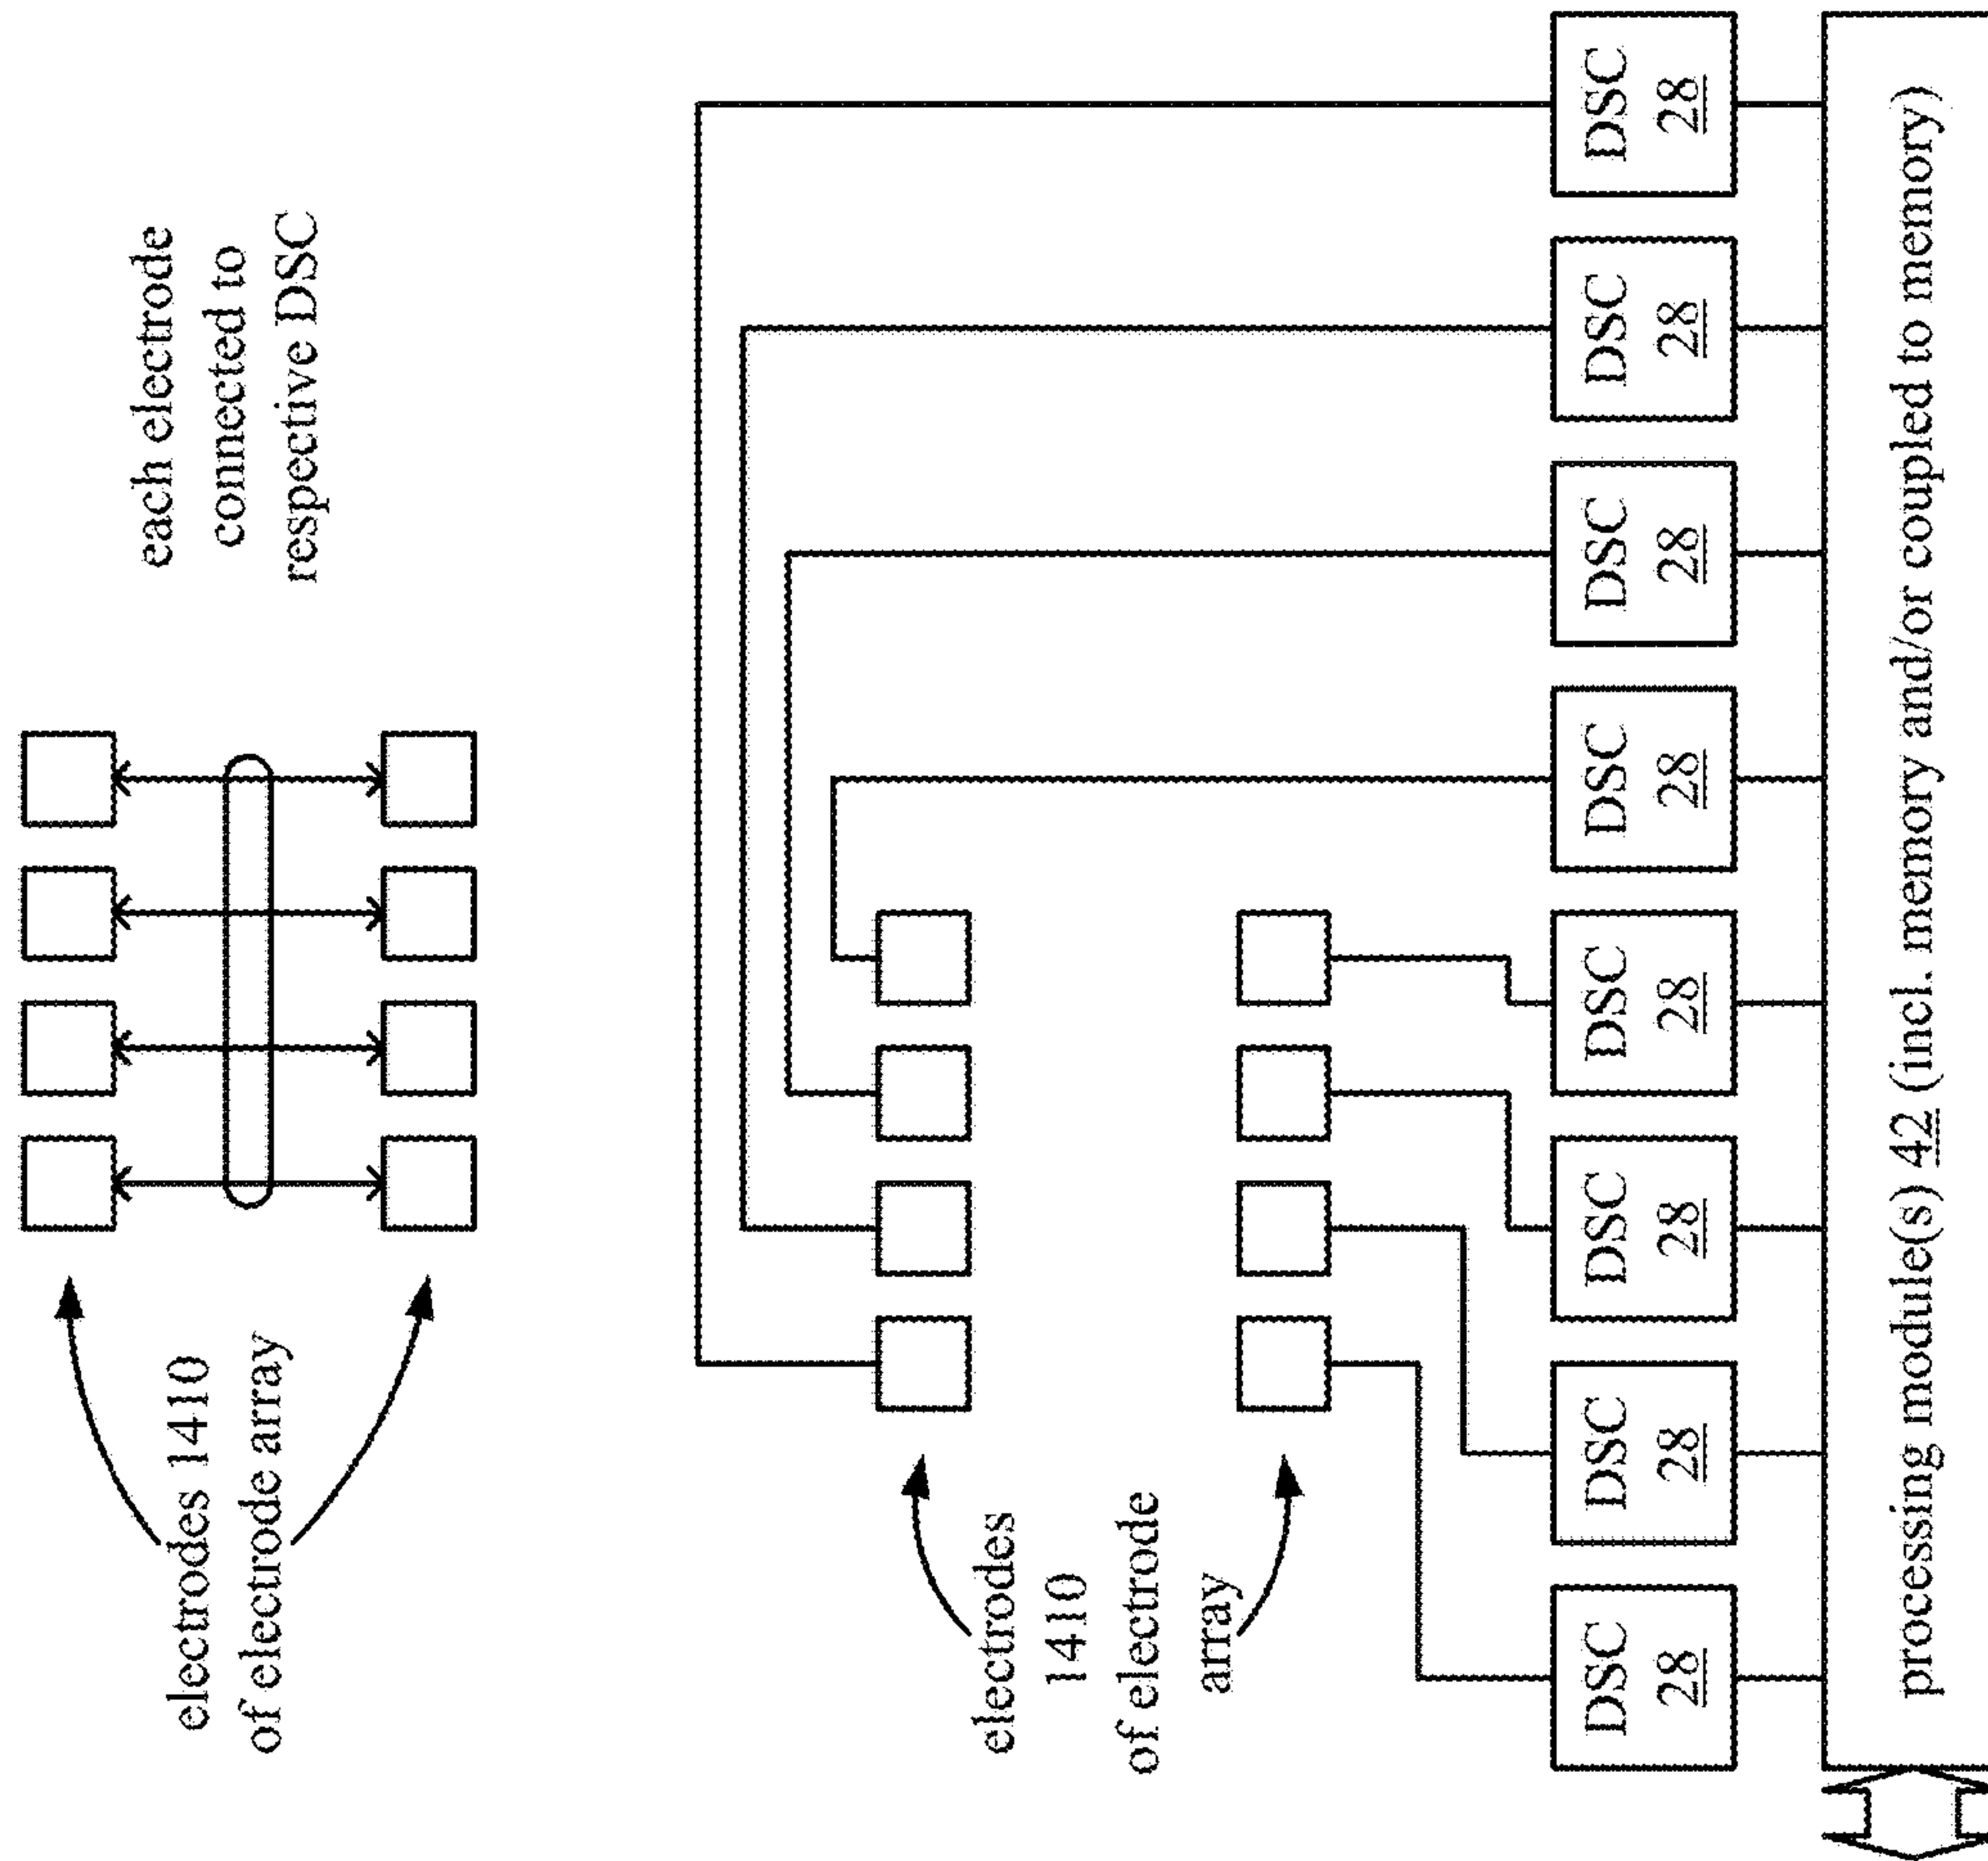 electrodes 1410
of electrode array
each electrode
connected to
respective DSC
electrodes
1410
of electrode
array
DSC
28
DSC
28
DSC
28
DSC
28
DSC
28
DSC
28
DSC
28
DSC
28
processing module(s) 42 (incl. memory and/or coupled to memory)